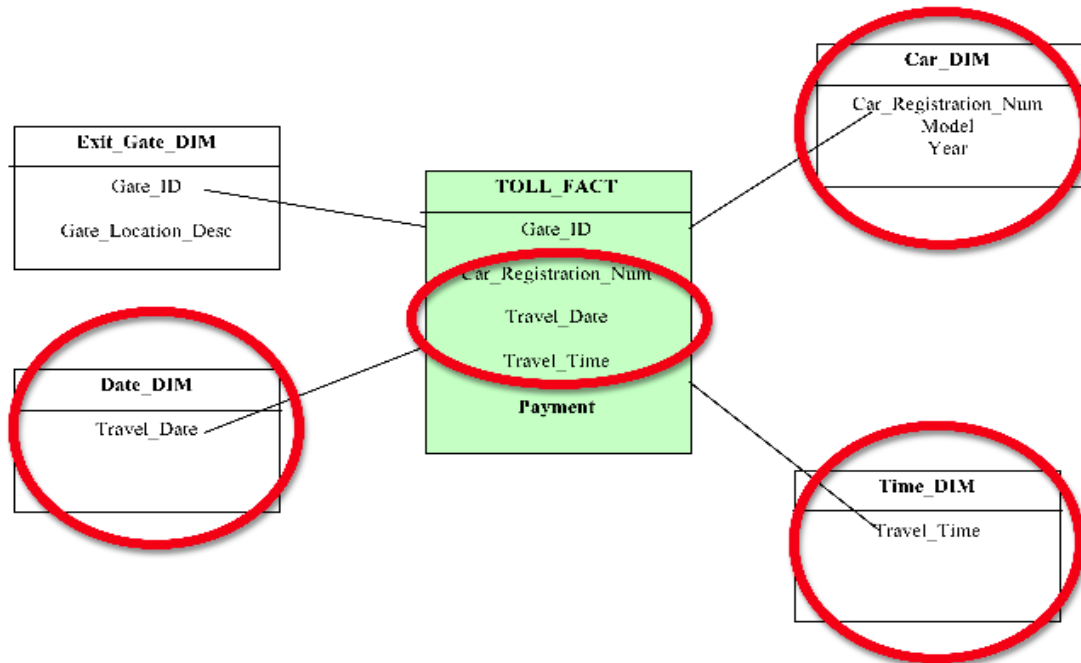 Car_DIM
Car_Registration_Num
Model
Year
Exit_Gate_DIM
Gate_ID
Gate_Location_Desc
TOLL_FACT
Gate_ID
Car_Registration_Num
Travel_Date
Travel_Time
Payment
Date_DIM
Travel_Date
Time_DIM
Travel_Time